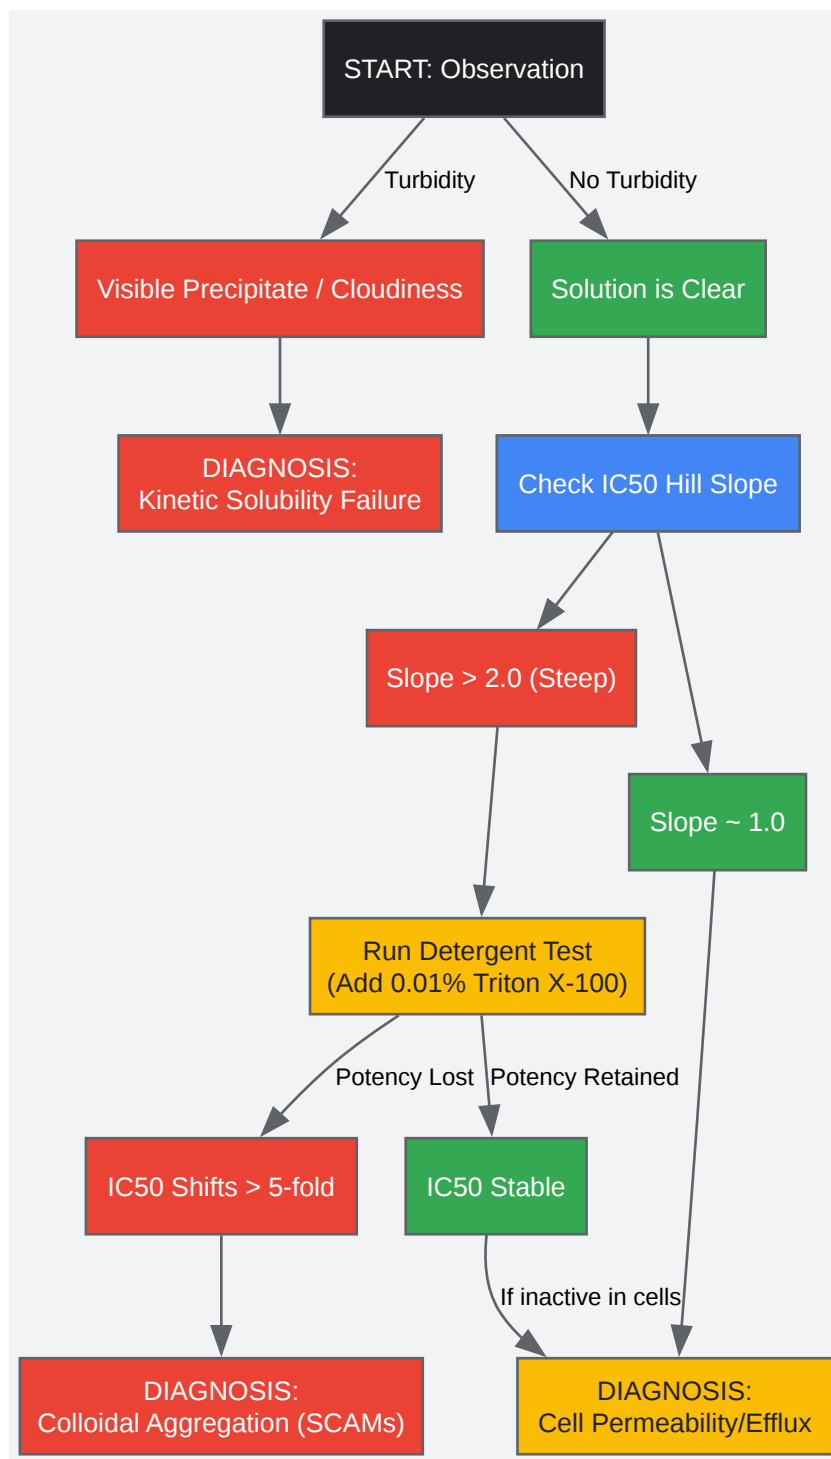 START: Observation
Turbidity
No Turbidity
Visible Precipitate / Cloudiness
Solution is Clear
DIAGNOSIS:
Kinetic Solubility Failure
Check IC50 Hill Slope
Slope > 2.0 (Steep)
Slope ~ 1.0
Run Detergent Test
(Add 0.01% Triton X-100)
Potency Lost
Potency Retained
IC50 Shifts > 5-fold
IC50 Stable
If inactive in cells
DIAGNOSIS:
Colloidal Aggregation (SCAMs)
DIAGNOSIS:
Cell Permeability/Efflux